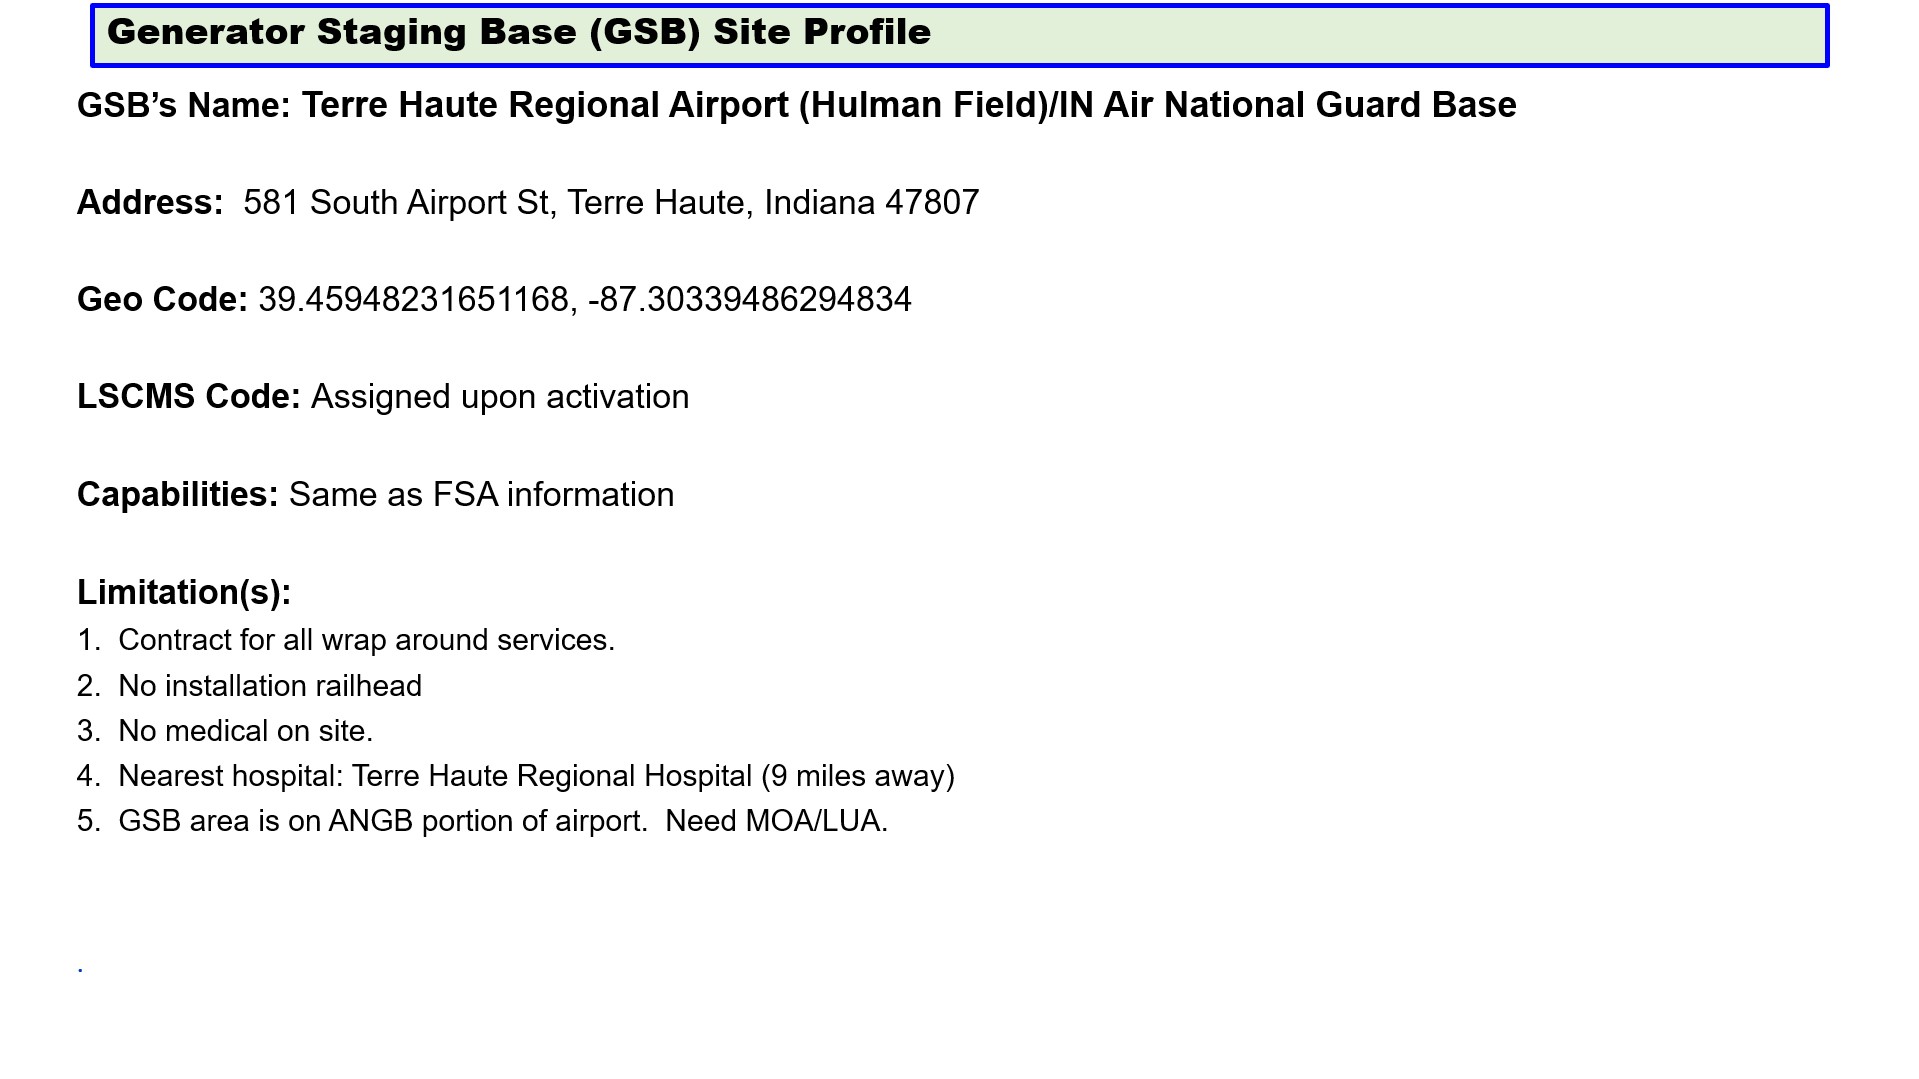 Generator Staging Base (GSB) Site Profile
GSB’s Name: Terre Haute Regional Airport (Hulman Field)/IN Air National Guard Base
Address:  581 South Airport St, Terre Haute, Indiana 47807
Geo Code: 39.45948231651168, -87.30339486294834
LSCMS Code: Assigned upon activation
Capabilities: Same as FSA information
Limitation(s):
1.  Contract for all wrap around services.
2.  No installation railhead
3.  No medical on site.
4.  Nearest hospital: Terre Haute Regional Hospital (9 miles away)
5.  GSB area is on ANGB portion of airport.  Need MOA/LUA.
.